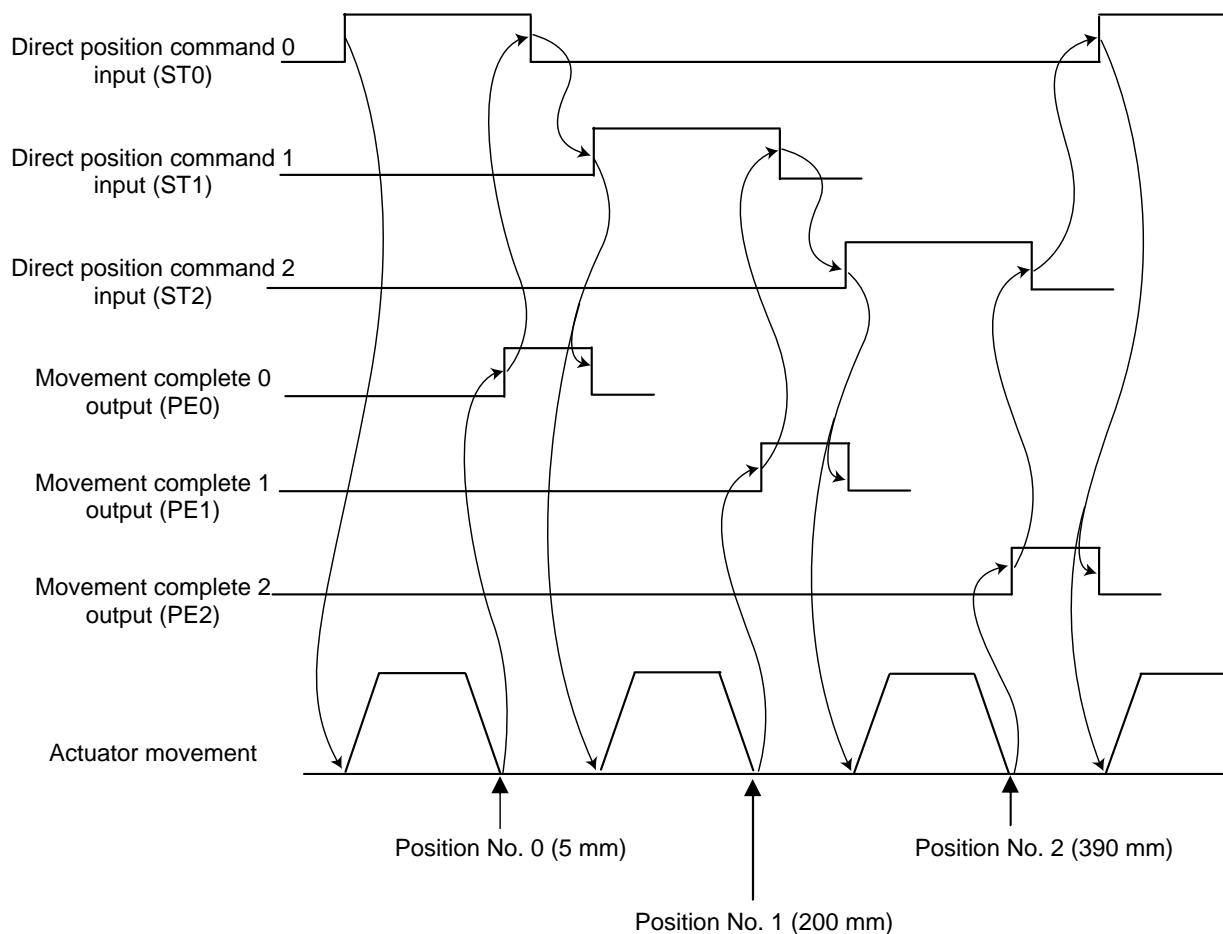 Direct position command 0
input (ST0)
Direct position command 1
input (ST1)
Direct position command 2
input (ST2)
Movement complete 0
output (PE0)
Movement complete 1
output (PE1)
Movement complete 2
output (PE2)
Actuator movement
Position No. 0 (5 mm)
Position No. 2 (390 mm)
Position No. 1 (200 mm)